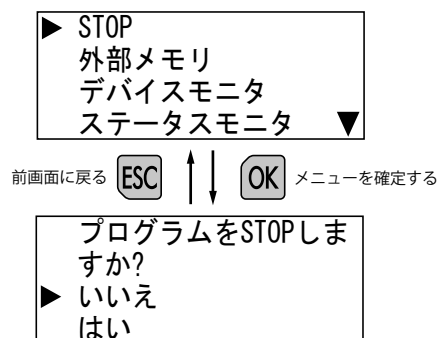 ▶ STOP
外部メモリ
デバイスモニタ
ステータスモニタ ▼
前画面に戻る ESC OK メニューを確定する
プログラムをSTOPしま
すか?
▶ いいえ
はい